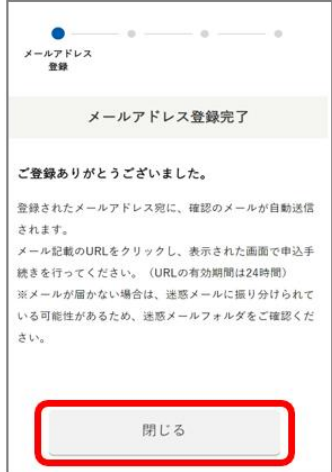 メールアドレス
登録
メールアドレス登録完了
ご登録ありがとうございました。
登録されたメールアドレス宛に、確認のメールが自動送信
されます。
メール記載のURLをクリックし、表示された画面で申込手
続きを行ってください。（URLの有効期間は24時間）
※メールが届かない場合は、迷惑メールに振り分けられて
いる可能性があるため、迷惑メールフォルダをご確認くだ
さい。
閉じる